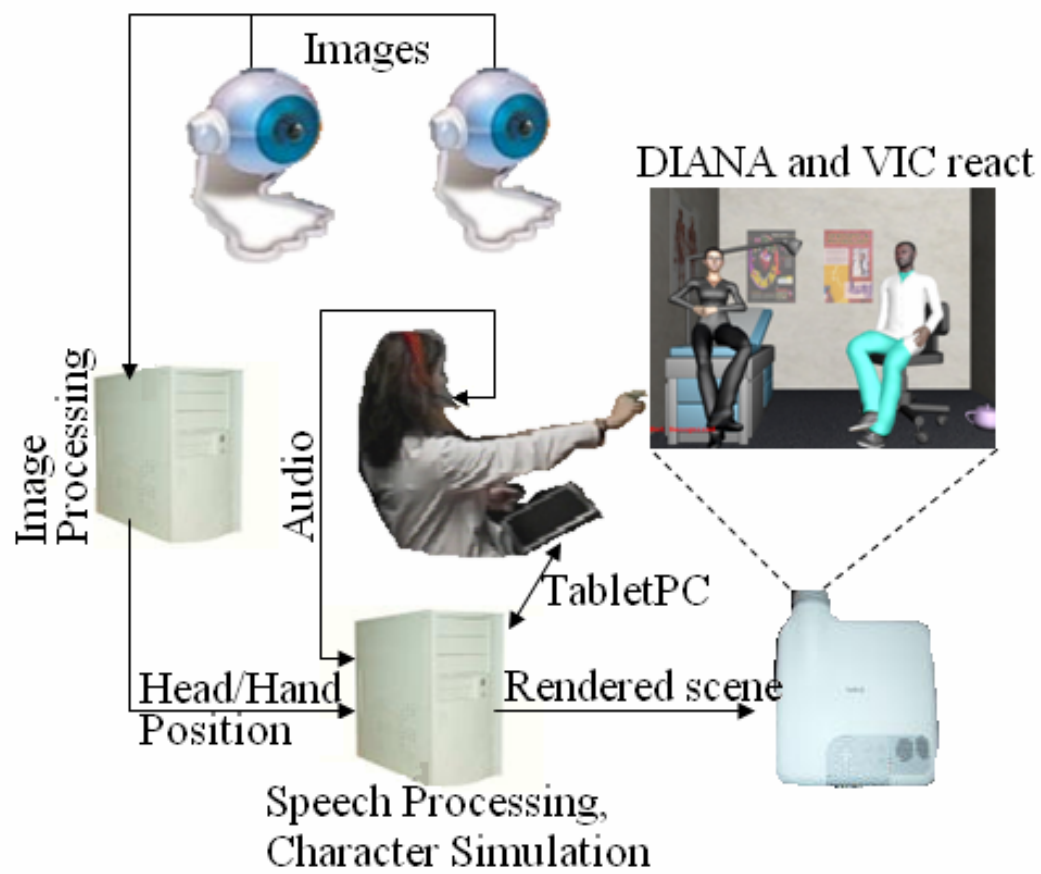 Images
DIANA and VIC react
Image
Processing
Audio
TabletPC
Head/Hand
Position
Rendered scene
Speech Processing,
Character Simulation